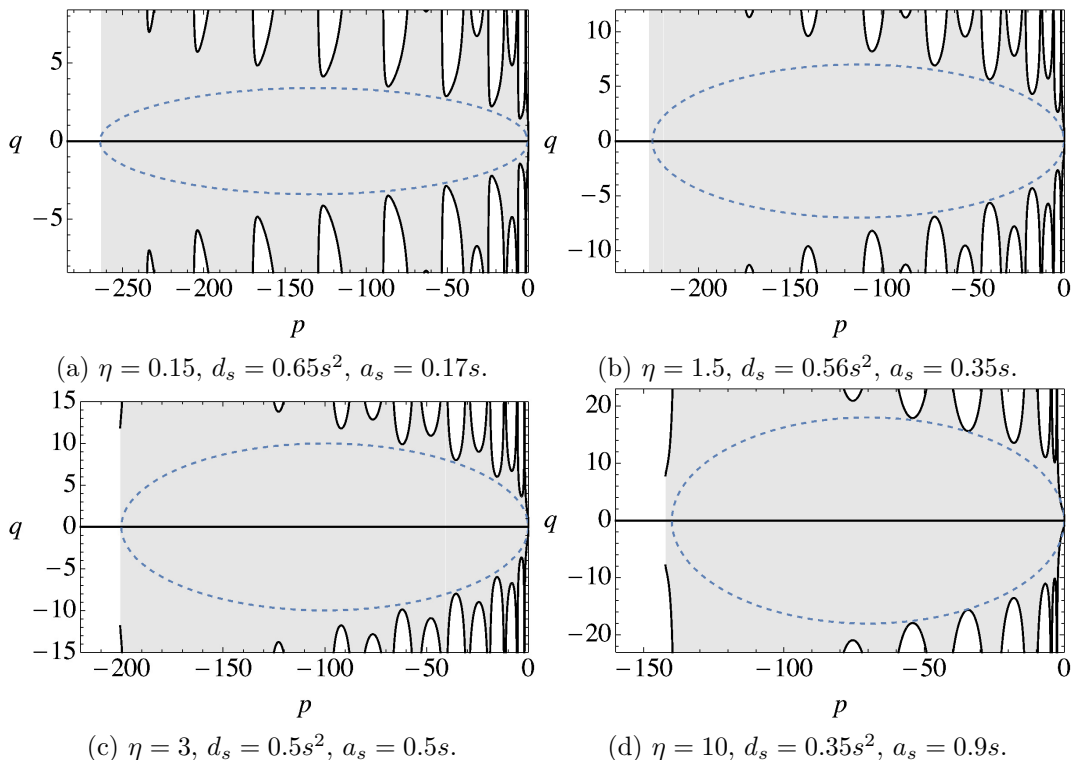 5
q 0
−5
−250 −200 −150 −100 −50 0
p
(a) η = 0.15, d_s = 0.65s², a_s = 0.17s.
10
5
q 0
−5
−10
−200 −150 −100 −50 0
p
(b) η = 1.5, d_s = 0.56s², a_s = 0.35s.
15
10
5
q 0
−5
−10
−15
−200 −150 −100 −50 0
p
(c) η = 3, d_s = 0.5s², a_s = 0.5s.
20
10
q 0
−10
−20
−150 −100 −50 0
p
(d) η = 10, d_s = 0.35s², a_s = 0.9s.